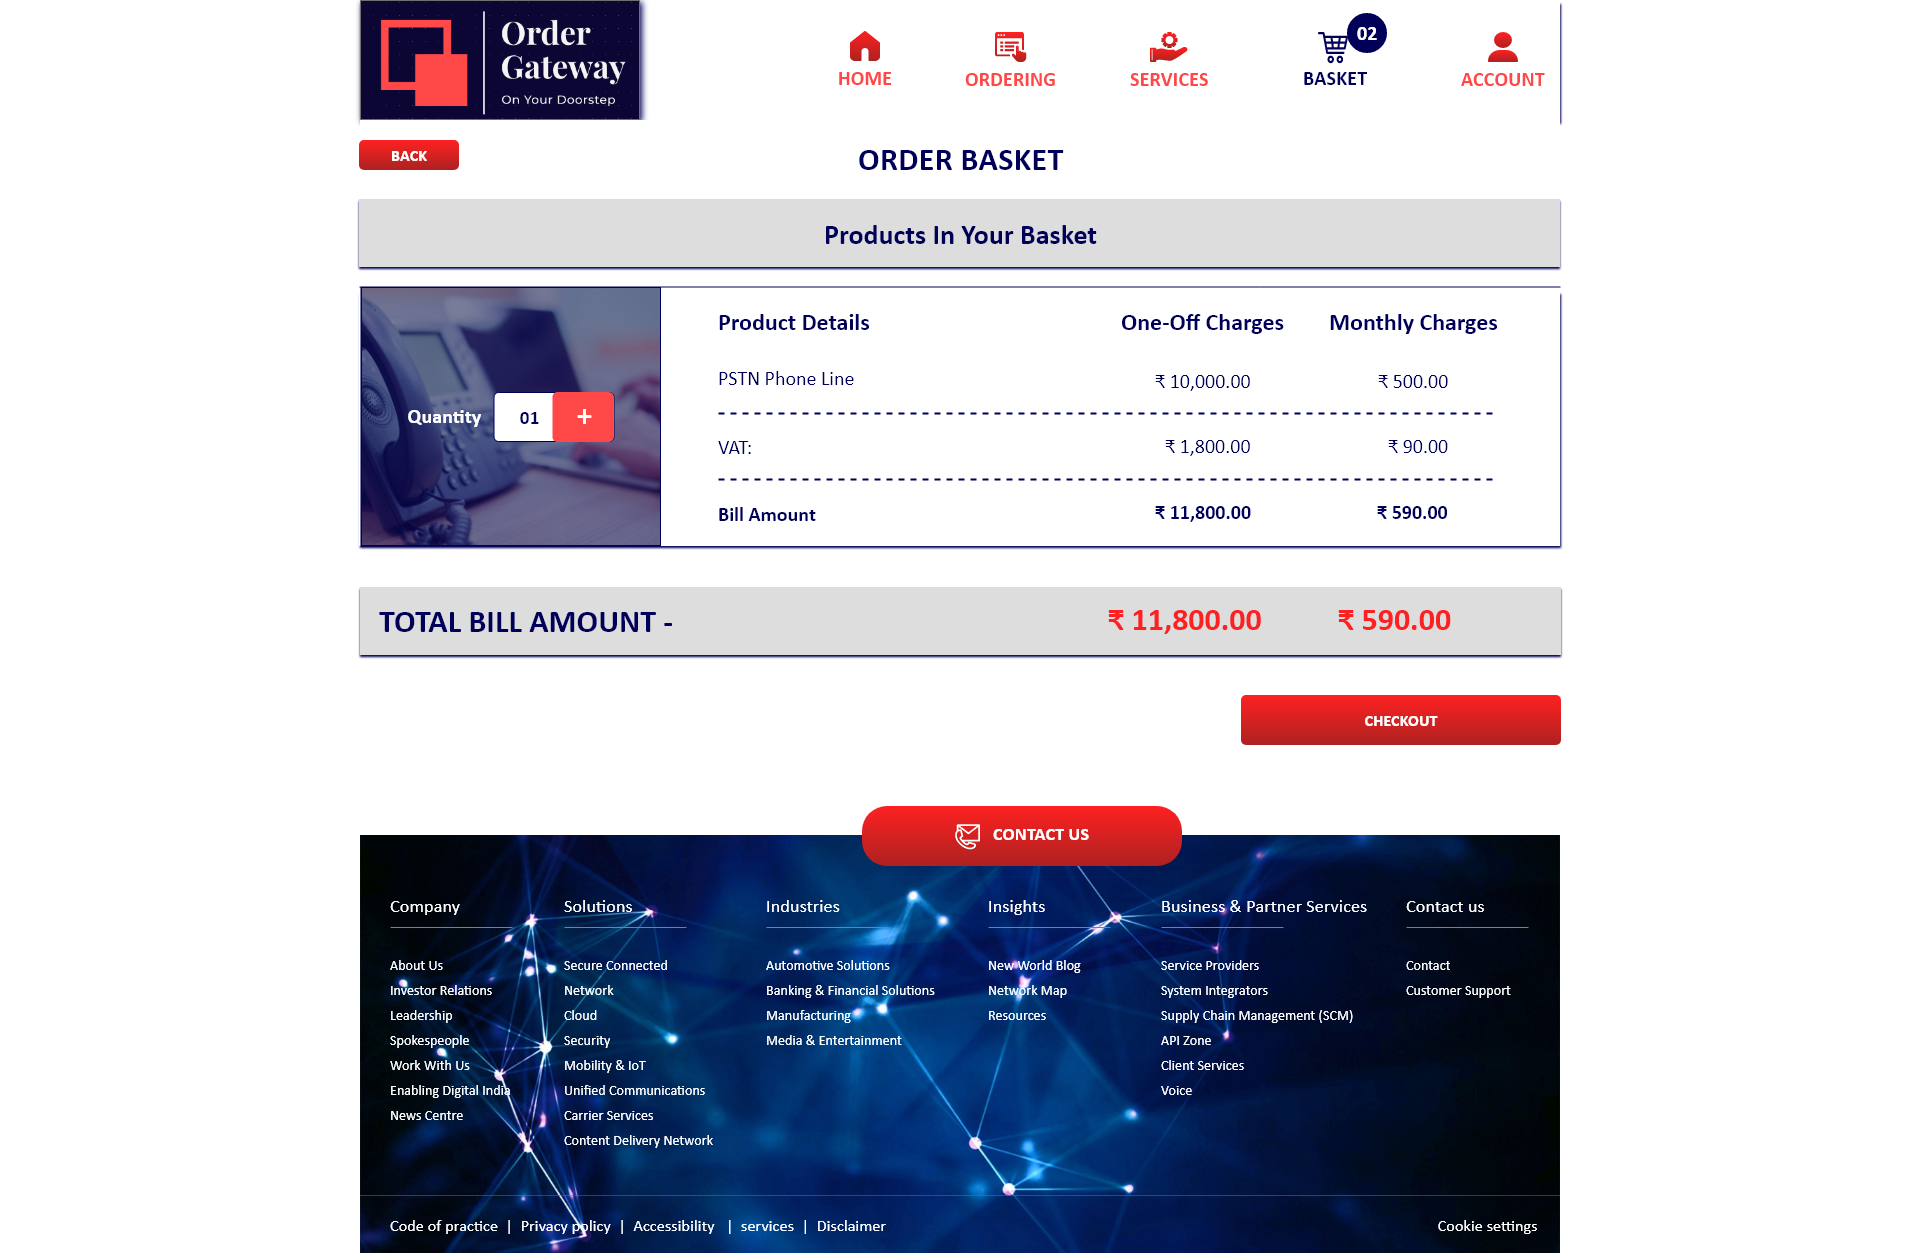 Order
Gateway
On Your Doorstep
HOME
ORDERING
SERVICES
BASKET
02
ACCOUNT
BACK
ORDER BASKET
Products In Your Basket
Quantity 01 +
Product Details One-Off Charges Monthly Charges
PSTN Phone Line ₹ 10,000.00 ₹ 500.00
VAT: ₹ 1,800.00 ₹ 90.00
Bill Amount ₹ 11,800.00 ₹ 590.00
TOTAL BILL AMOUNT - ₹ 11,800.00 ₹ 590.00
CHECKOUT
CONTACT US
Company
About Us
Investor Relations
Leadership
Spokespeople
Work With Us
Enabling Digital India
News Centre
Solutions
Secure Connected
Network
Cloud
Security
Mobility & IoT
Unified Communications
Carrier Services
Content Delivery Network
Industries
Automotive Solutions
Banking & Financial Solutions
Manufacturing
Media & Entertainment
Insights
New World Blog
Network Map
Resources
Business & Partner Services
Service Providers
System Integrators
Supply Chain Management (SCM)
API Zone
Client Services
Voice
Contact us
Contact
Customer Support
Code of practice | Privacy policy | Accessibility | services | Disclaimer
Cookie settings